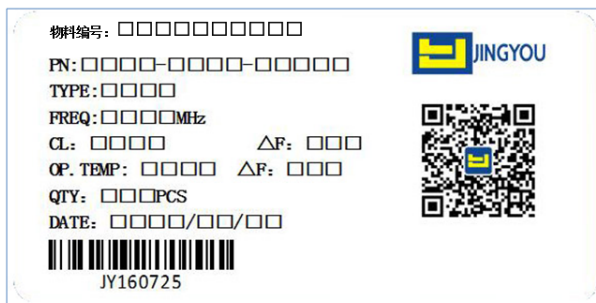 物料编号：□□□□□□□□□□
JINGYOU
PN:□□□□-□□□□-□□□□□
TYPE:□□□□
FREQ:□□□□MHz
CL: □□□□ △F: □□□
OP.TEMP: □□□□ △F: □□□
QTY: □□□PCS
DATE: □□□□/□□/□□
JY160725